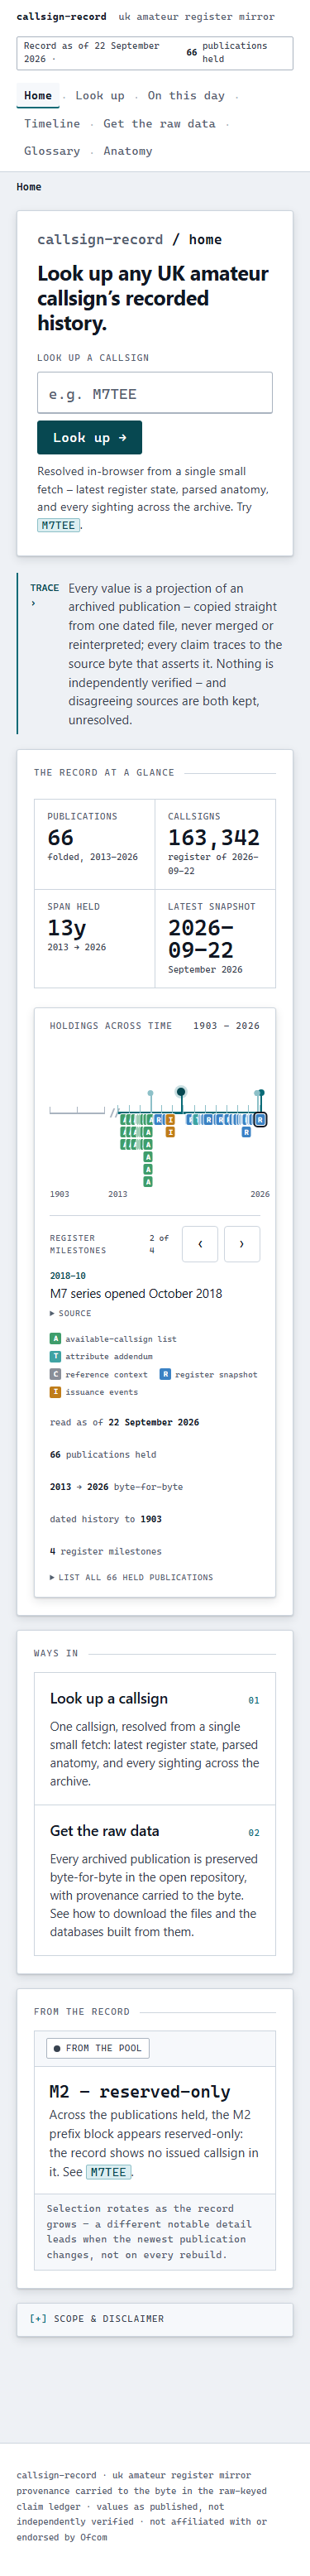 callsign-record uk amateur register mirror
Record as of 22 September 2026 · 66 publications held
Home · Look up · On this day ·
Timeline · Get the raw data ·
Glossary · Anatomy
Home
callsign-record / home
Look up any UK amateur
callsign's recorded
history.
LOOK UP A CALLSIGN
e.g. M7TEE
Look up →
Resolved in-browser from a single small
fetch – latest register state, parsed anatomy,
and every sighting across the archive. Try
M7TEE.
TRACE ›
Every value is a projection of an
archived publication – copied straight
from one dated file, never merged or
reinterpreted; every claim traces to the
source byte that asserts it. Nothing is
independently verified – and
disagreeing sources are both kept,
unresolved.
THE RECORD AT A GLANCE
PUBLICATIONS
66
folded, 2013–2026
CALLSIGNS
163,342
register of 2026-
09-22
SPAN HELD
13y
2013 → 2026
LATEST SNAPSHOT
2026-
09-22
September 2026
HOLDINGS ACROSS TIME 1903 – 2026
1903 2013 2026
REGISTER MILESTONES 2 of 4 ‹ ›
2018-10
M7 series opened October 2018
▸ SOURCE
A available-callsign list
T attribute addendum
C reference context R register snapshot
I issuance events
read as of 22 September 2026
66 publications held
2013 → 2026 byte-for-byte
dated history to 1903
4 register milestones
▸ LIST ALL 66 HELD PUBLICATIONS
WAYS IN
Look up a callsign 01
One callsign, resolved from a single
small fetch: latest register state, parsed
anatomy, and every sighting across the
archive.
Get the raw data 02
Every archived publication is preserved
byte-for-byte in the open repository,
with provenance carried to the byte.
See how to download the files and the
databases built from them.
FROM THE RECORD
● FROM THE POOL
M2 — reserved-only
Across the publications held, the M2
prefix block appears reserved-only:
the record shows no issued callsign in
it. See M7TEE.
Selection rotates as the record
grows — a different notable detail
leads when the newest publication
changes, not on every rebuild.
[+] SCOPE & DISCLAIMER
callsign-record · uk amateur register mirror
provenance carried to the byte in the raw-keyed
claim ledger · values as published, not
independently verified · not affiliated with or
endorsed by Ofcom